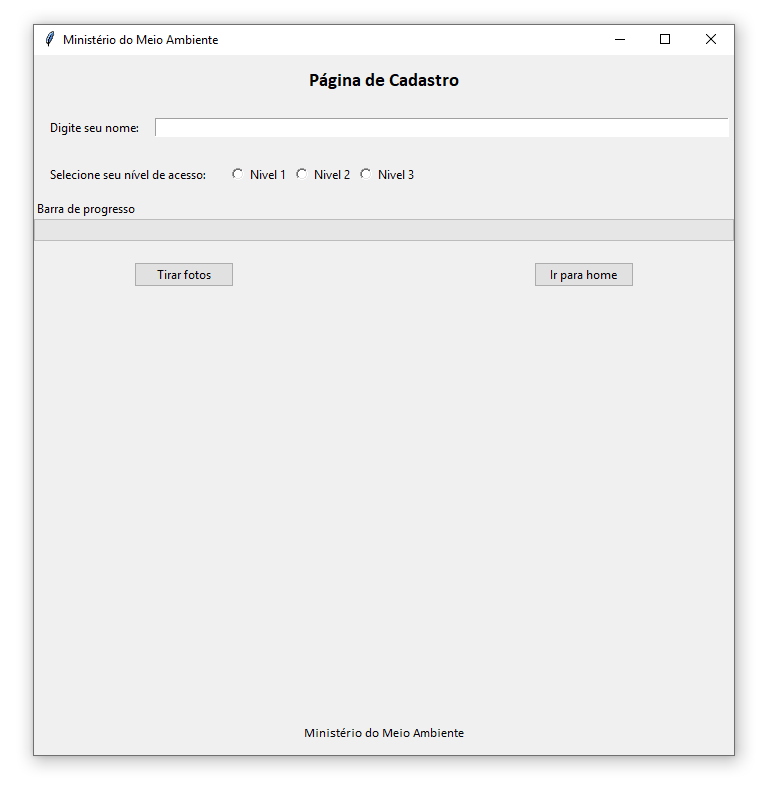 Ministério do Meio Ambiente
Página de Cadastro
Digite seu nome:
Selecione seu nível de acesso: Nivel 1 Nivel 2 Nivel 3
Barra de progresso
Tirar fotos Ir para home
Ministério do Meio Ambiente